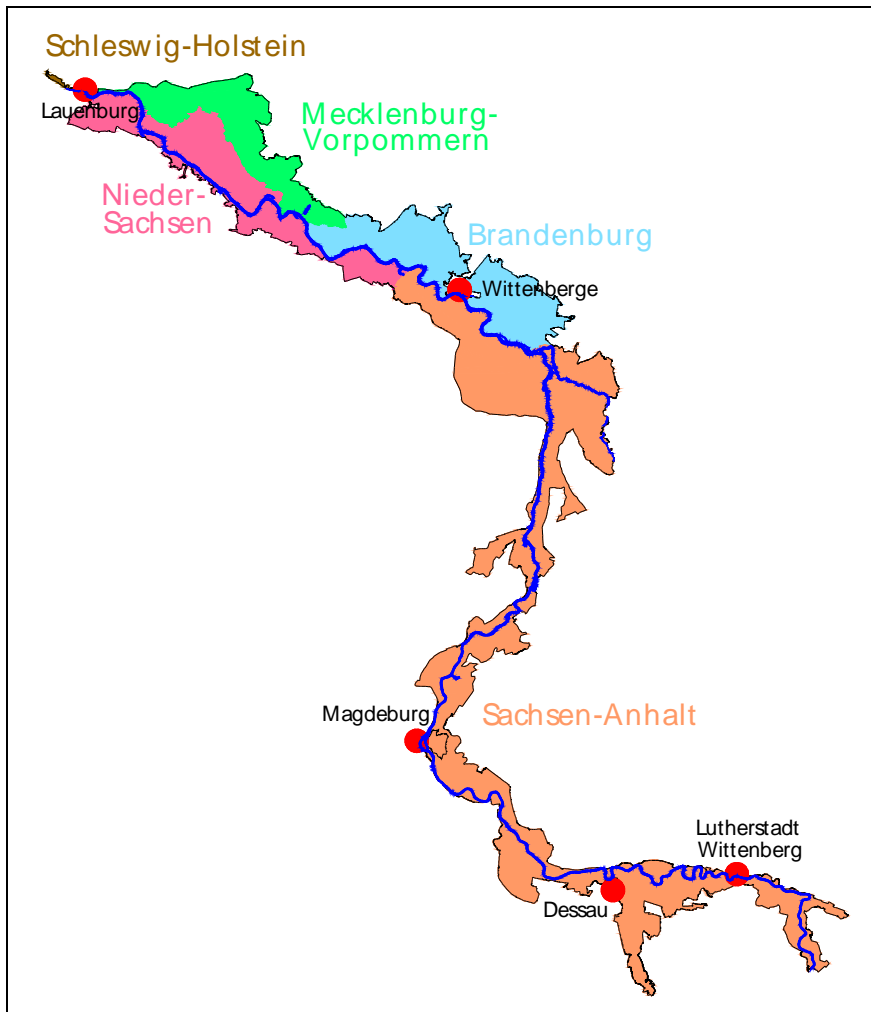 Schleswig-Holstein
Lauenburg
Mecklenburg-
Vorpommern
Nieder-
Sachsen
Brandenburg
Wittenberge
Magdeburg
Sachsen-Anhalt
Lutherstadt
Wittenberg
Dessau